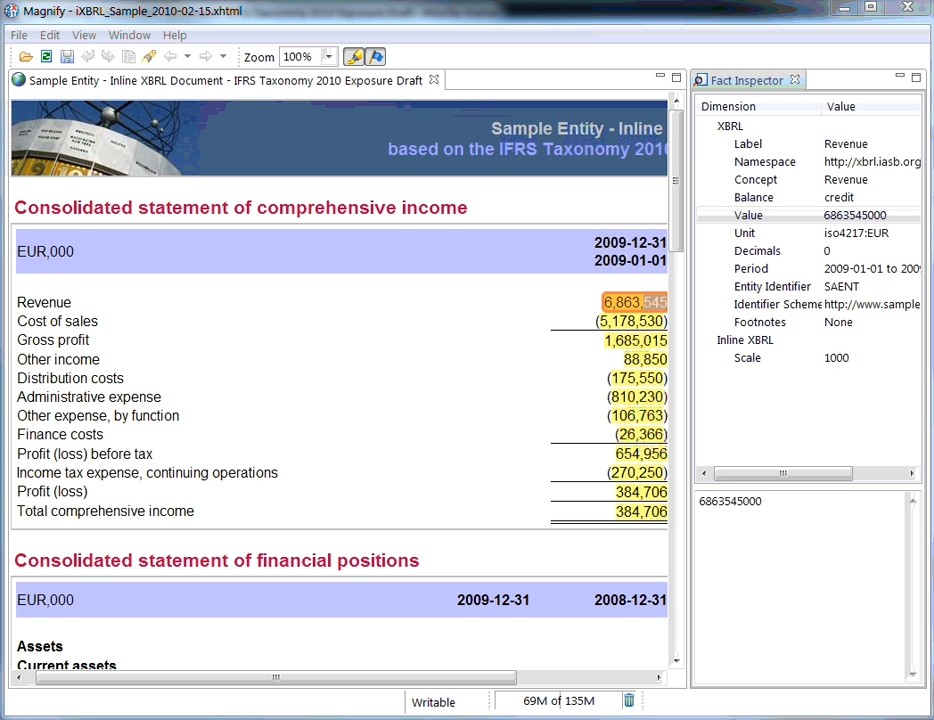 Magnify - iXBRL_Sample_2010-02-15.xhtml
File Edit View Window Help
Zoom 100%
Sample Entity - Inline XBRL Document - IFRS Taxonomy 2010 Exposure Draft
Sample Entity - Inline
based on the IFRS Taxonomy 2010
Consolidated statement of comprehensive income
EUR,000 2009-12-31
2009-01-01
Revenue 6,863,545
Cost of sales (5,178,530)
Gross profit 1,685,015
Other income 88,850
Distribution costs (175,550)
Administrative expense (810,230)
Other expense, by function (106,763)
Finance costs (26,366)
Profit (loss) before tax 654,956
Income tax expense, continuing operations (270,250)
Profit (loss) 384,706
Total comprehensive income 384,706
Consolidated statement of financial positions
EUR,000 2009-12-31 2008-12-31
Assets
Current assets
Fact Inspector
Dimension Value
XBRL
Label Revenue
Namespace http://xbrl.iasb.org
Concept Revenue
Balance credit
Value 6863545000
Unit iso4217:EUR
Decimals 0
Period 2009-01-01 to 200
Entity Identifier SAENT
Identifier Scheme http://www.sample
Footnotes None
Inline XBRL
Scale 1000
6863545000
Writable 69M of 135M